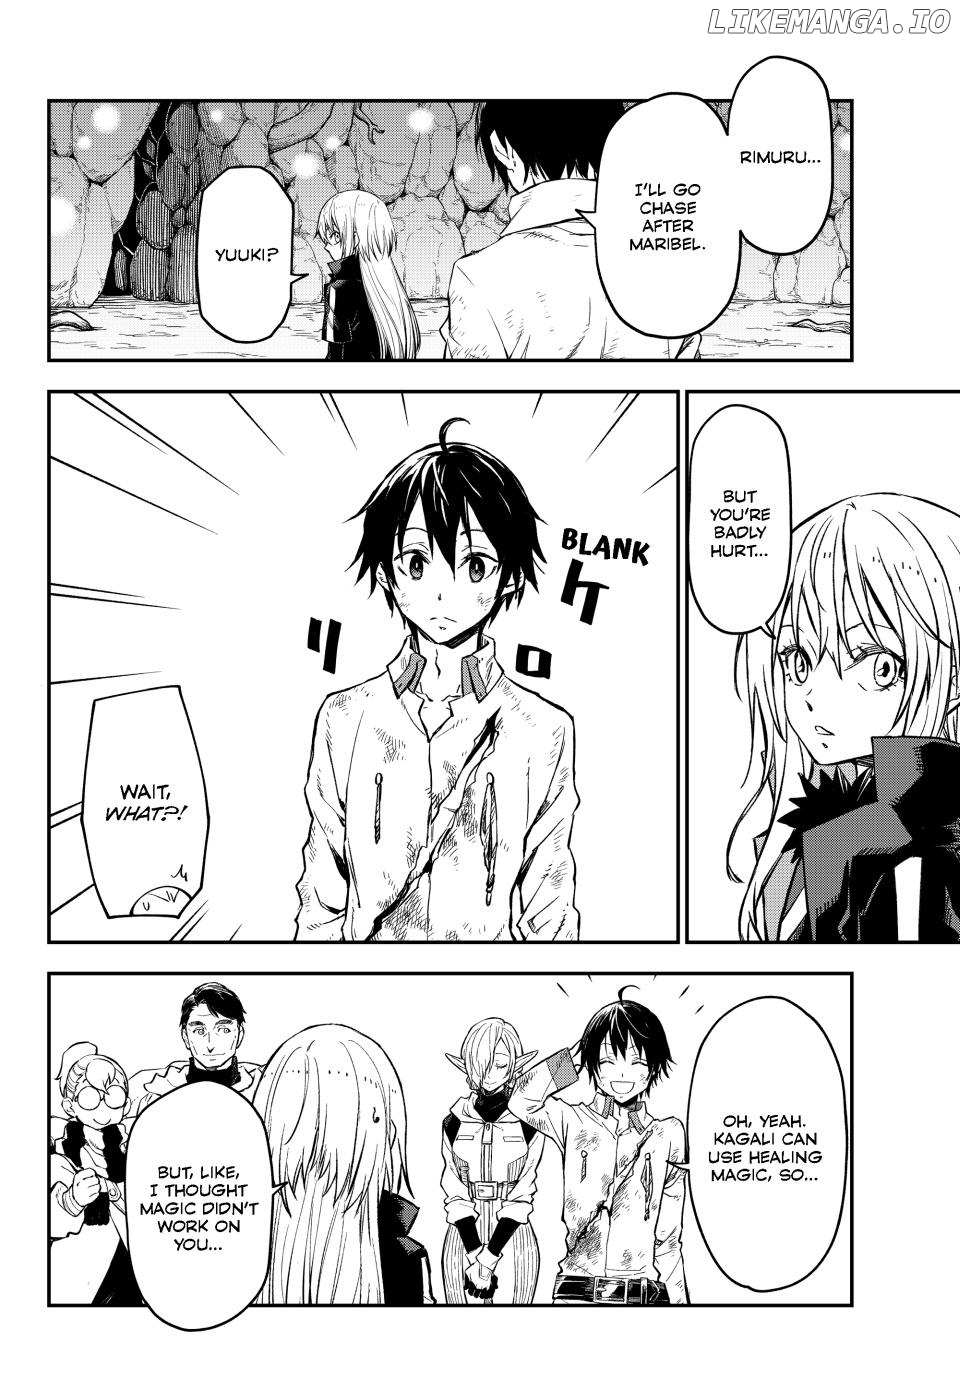 LIKEMANGA.IO
RIMURU...
I'LL GO
CHASE
AFTER
MARIBEL.
YUUKI?
BUT
YOU'RE
BADLY
HURT...
BLANK
ケ
ロ
リ
WAIT,
WHAT?!
OH, YEAH.
KAGALI CAN
USE HEALING
MAGIC, SO...
BUT, LIKE,
I THOUGHT
MAGIC DIDN'T
WORK ON
YOU...